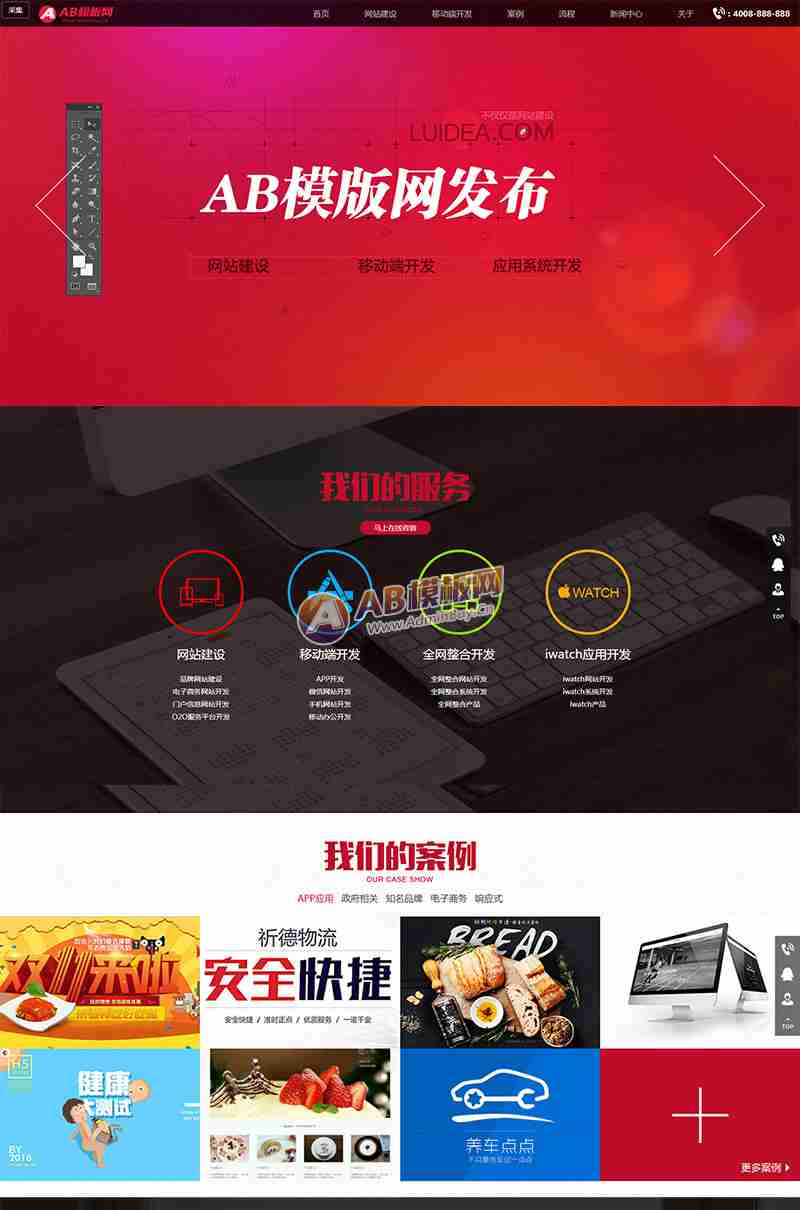 采集
AB模板网
首页 网站建设 移动端开发 案例 流程 新闻中心 关于 : 4008-888-888
不仅仅是网站建设
LUIDEA.COM
AB模版网发布
网站建设 移动端开发 应用系统开发
我们的服务
马上在线咨询
WATCH
AB模板网
Www.AdminBuy.Cn
网站建设 移动端开发 全网整合开发 iwatch应用开发
品牌网站建设 APP开发 全网整合网站开发 iwatch网站开发
电子商务网站开发 微信网站开发 全网整合系统开发 iwatch系统开发
门户信息网站开发 手机网站开发 全网整合产品 iwatch产品
O2O服务平台开发 移动办公开发
TOP
我们的案例
OUR CASE SHOW
APP应用 政府相关 知名品牌 电子商务 响应式
双11来啦
祈德物流
安全快捷
安全快捷 / 准时正点 / 优质服务 / 一诺千金
BREAD
TOP
H5
健康
大测试
BY
2016
养车点点
更多案例